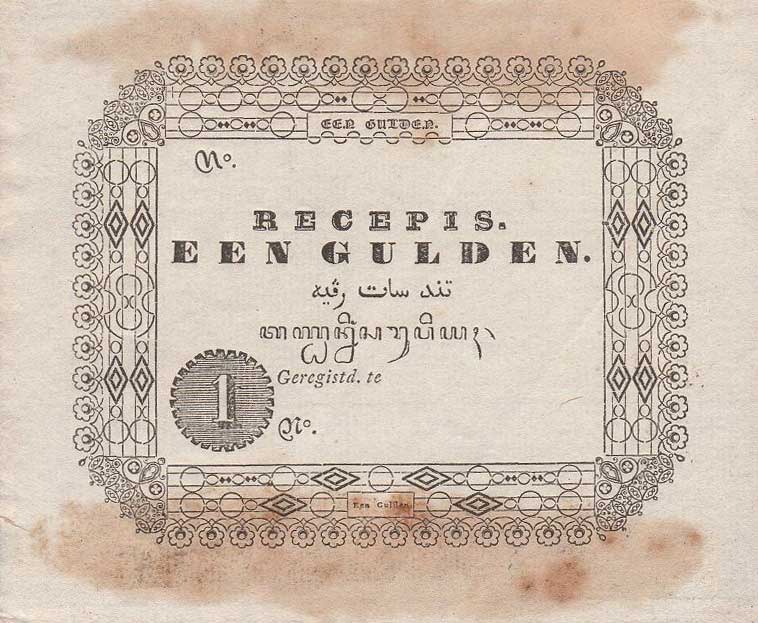 EEN GULDEN.
No.
RECEPIS.
EEN GULDEN.
تند سات رڤيه
1
Geregistd. te
No.
Een Gulden